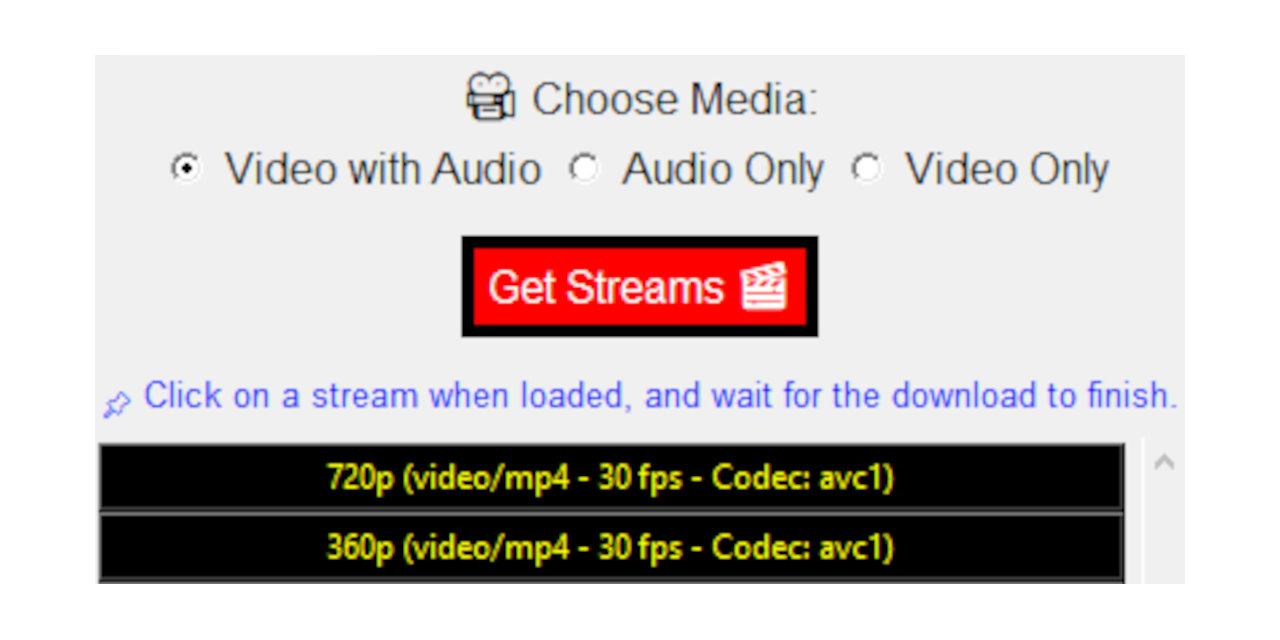 Choose Media:
Video with Audio Audio Only Video Only
Get Streams
Click on a stream when loaded, and wait for the download to finish.
720p (video/mp4 - 30 fps - Codec: avc1)
360p (video/mp4 - 30 fps - Codec: avc1)